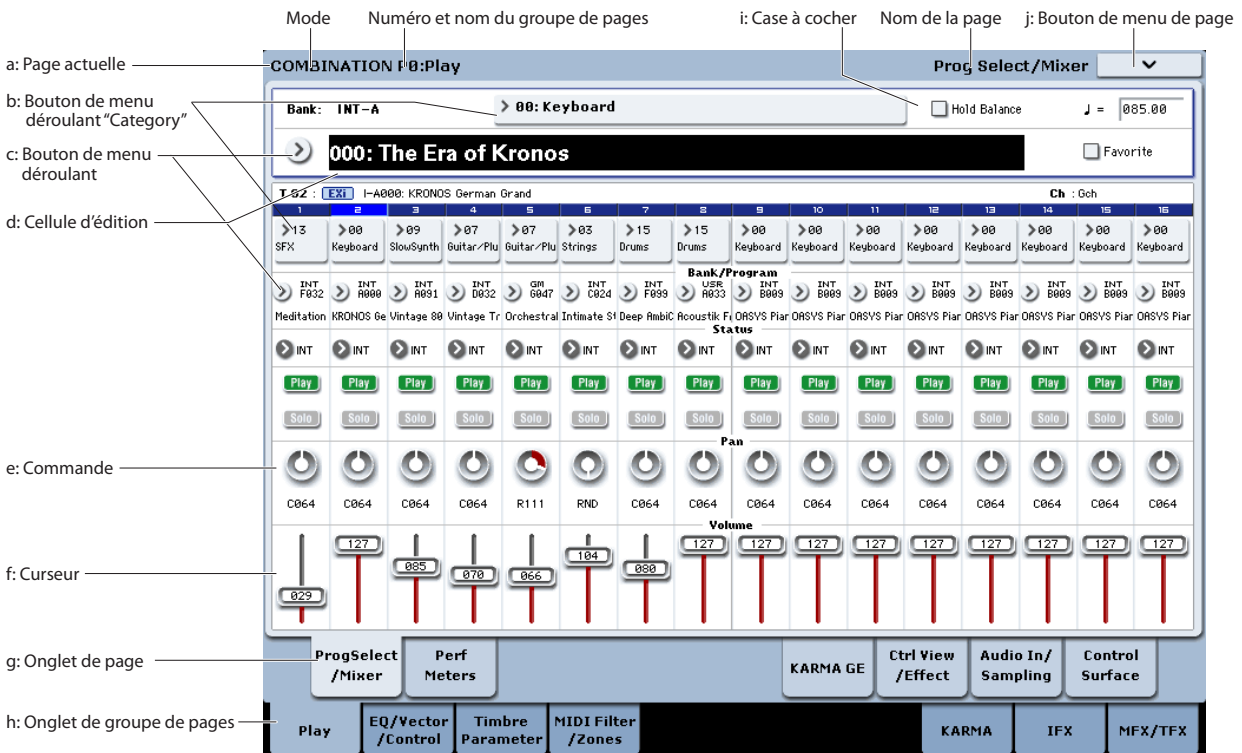 Mode Numéro et nom du groupe de pages i: Case à cocher Nom de la page j: Bouton de menu de page
a: Page actuelle
COMBINATION P0:Play Prog Select/Mixer
b: Bouton de menu déroulant “Category”
Bank: INT-A 00: Keyboard Hold Balance ♩ = 085.00
c: Bouton de menu déroulant
000: The Era of Kronos Favorite
d: Cellule d’édition
T 02 : EXi I-A000: KRONOS German Grand Ch : Gch
1 2 3 4 5 6 7 8 9 10 11 12 13 14 15 16
13 00 09 07 07 03 15 15 00 00 00 00 00 00 00 00
SFX Keyboard SlowSynth Guitar/Plu Guitar/Plu Strings Drums Drums Keyboard Keyboard Keyboard Keyboard Keyboard Keyboard Keyboard Keyboard
Bank/Program
INT INT INT INT GM INT INT USR INT INT INT INT INT INT INT INT
F032 A000 A091 D032 G047 C024 F099 A033 B009 B009 B009 B009 B009 B009 B009 B009
Meditation KRONOS Ge Vintage 80 Vintage Tr Orchestral Intimate St Deep AmbiC Acoustik Fi OASYS Piar OASYS Piar OASYS Piar OASYS Piar OASYS Piar OASYS Piar OASYS Piar OASYS Piar
Status
INT INT INT INT INT INT INT INT INT INT INT INT INT INT INT INT
Play Play Play Play Play Play Play Play Play Play Play Play Play Play Play Play
Solo Solo Solo Solo Solo Solo Solo Solo Solo Solo Solo Solo Solo Solo Solo Solo
Pan
e: Commande
C064 C064 C064 C064 R111 RND C064 C064 C064 C064 C064 C064 C064 C064 C064 C064
Volume
f: Curseur
029 127 085 070 066 104 080 127 127 127 127 127 127 127 127 127
g: Onglet de page
ProgSelect /Mixer Perf Meters KARMA GE Ctrl View /Effect Audio In/ Sampling Control Surface
h: Onglet de groupe de pages
Play EQ/Vector /Control Timbre Parameter MIDI Filter /Zones KARMA IFX MFX/TFX